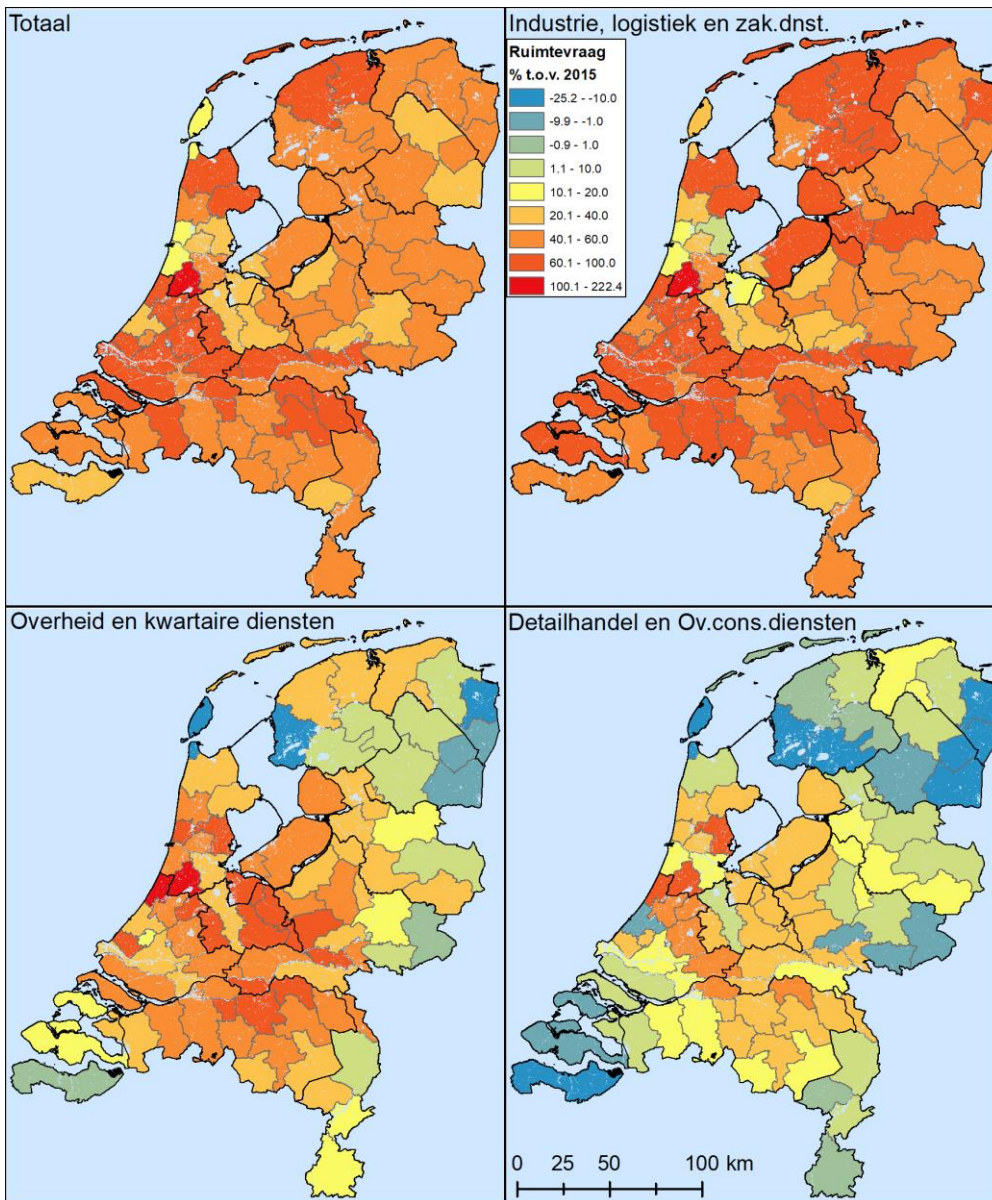 Totaal
Industrie, logistiek en zak.dnst.
Ruimtevraag
% t.o.v. 2015
-25.2 - -10.0
-9.9 - -1.0
-0.9 - 1.0
1.1 - 10.0
10.1 - 20.0
20.1 - 40.0
40.1 - 60.0
60.1 - 100.0
100.1 - 222.4
Overheid en kwartaire diensten
Detailhandel en Ov.cons.diensten
0 25 50 100 km